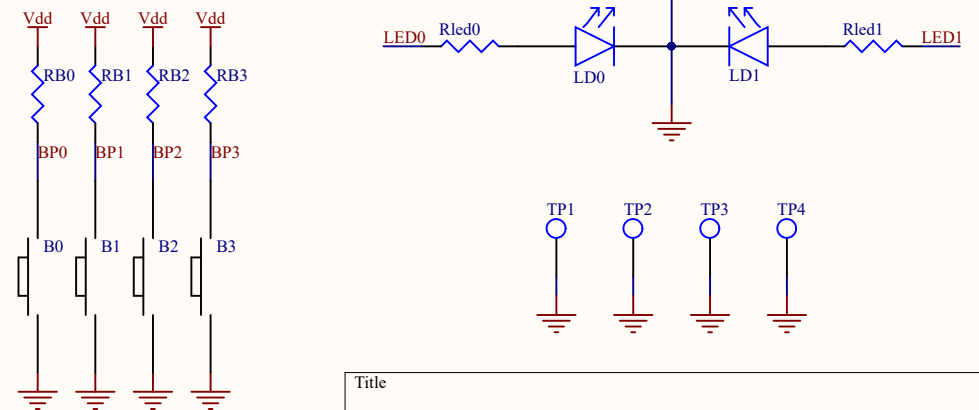 Vdd Vdd Vdd Vdd
RB0 RB1 RB2 RB3
BP0 BP1 BP2 BP3
B0 B1 B2 B3
LED0 Rled0 LD0 LD1 Rled1 LED1
TP1 TP2 TP3 TP4
Title